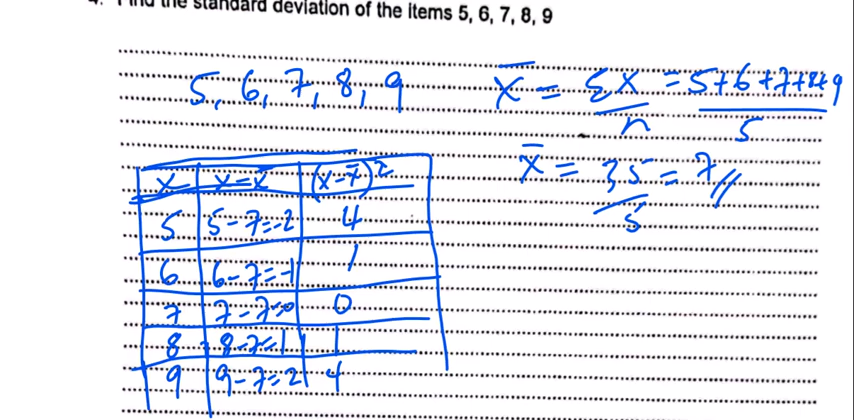 4. Find the standard deviation of the items 5, 6, 7, 8, 9
5, 6, 7, 8, 9
x̄ = Σx/n = 5+6+7+8+9/5
x̄ = 35/5 = 7//
x | x-x̄ | (x-x̄)²
5 | 5-7=-2 | 4
6 | 6-7=-1 | 1
7 | 7-7=0 | 0
8 | 8-7=1 | 1
9 | 9-7=2 | 4